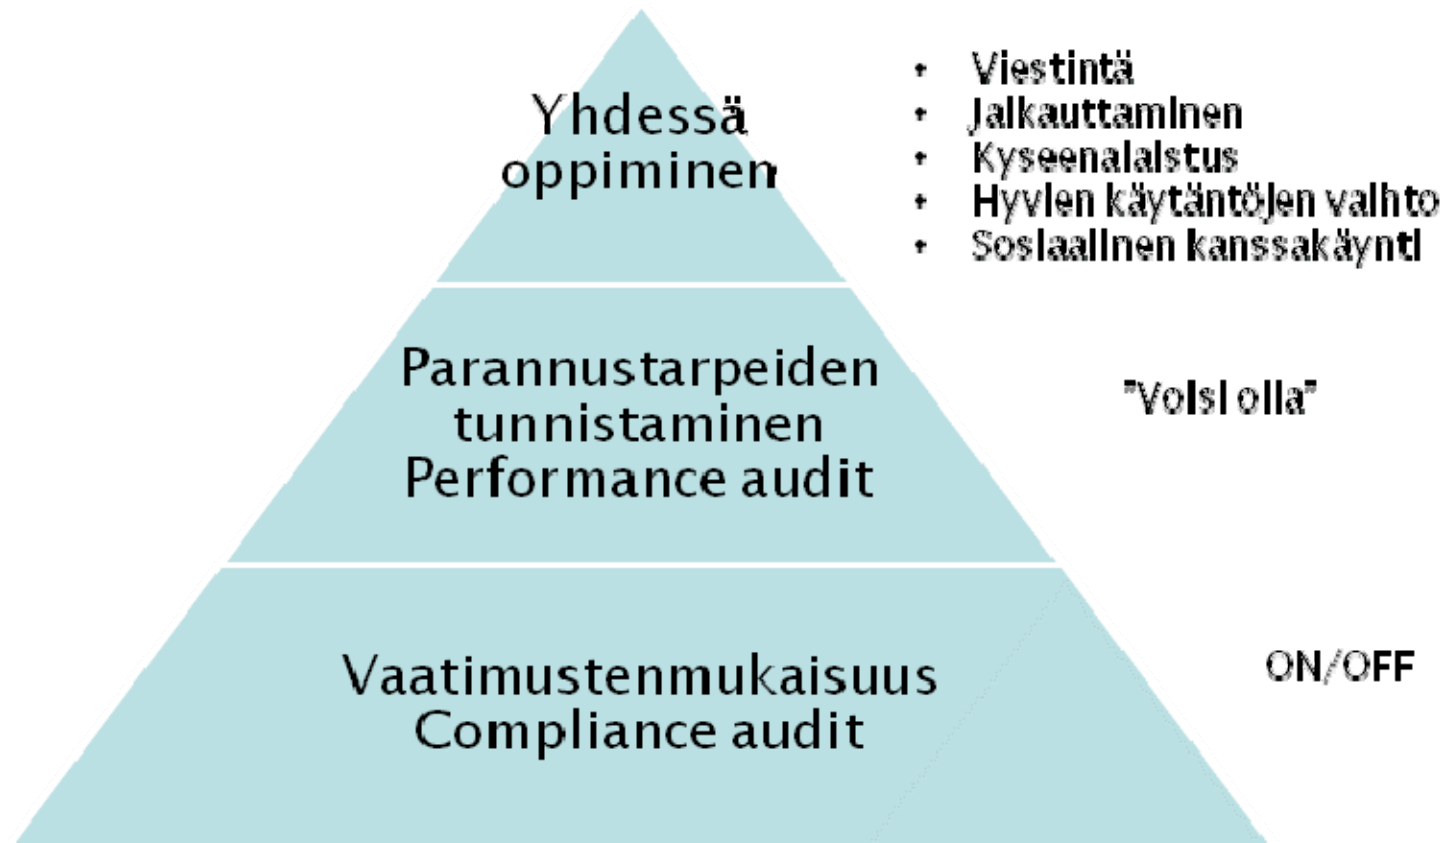 Yhdessä
oppiminen
• Viestintä
• Jalkauttaminen
• Kyseenalaistus
• Hyvien käytäntöjen vaihto
• Sosiaalinen kanssakäynti
Parannustarpeiden
tunnistaminen
Performance audit
"Voisi olla"
Vaatimustenmukaisuus
Compliance audit
ON/OFF